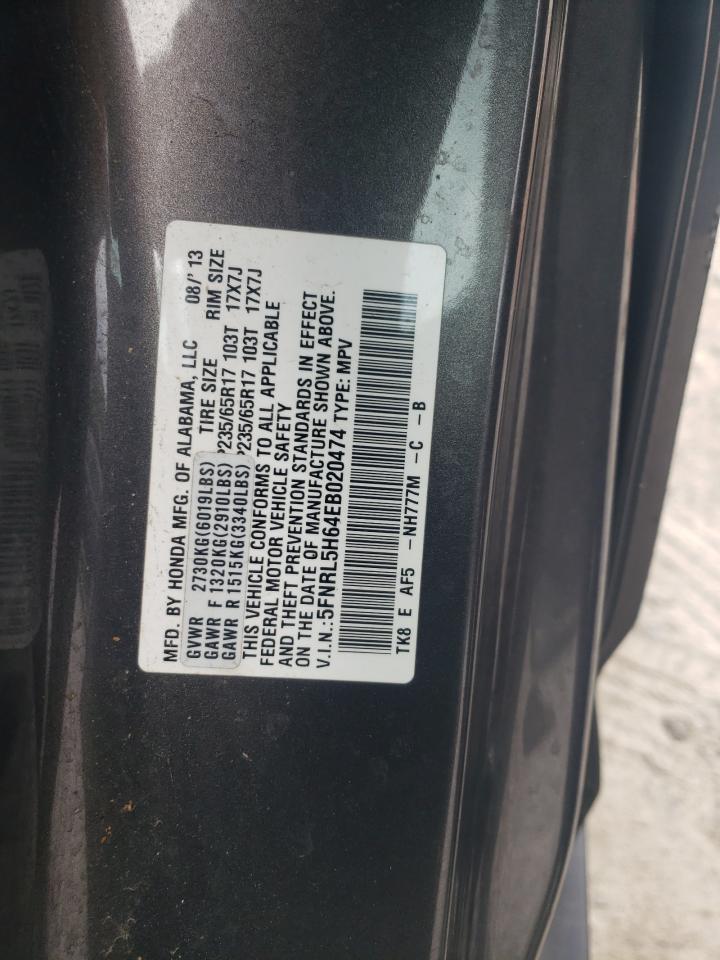 MFD. BY HONDA MFG. OF ALABAMA, LLC 08/'13
GVWR 2730KG(6019LBS) TIRE SIZE RIM SIZE
GAWR F 1320KG(2910LBS) P235/65R17 103T 17X7J
GAWR R 1515KG(3340LBS) P235/65R17 103T 17X7J
THIS VEHICLE CONFORMS TO ALL APPLICABLE
FEDERAL MOTOR VEHICLE SAFETY
AND THEFT PREVENTION STANDARDS IN EFFECT
ON THE DATE OF MANUFACTURE SHOWN ABOVE.
V.I.N.:5FNRL5H64EB020474 TYPE: MPV
TK8 E AF5 -NH777M -C -B